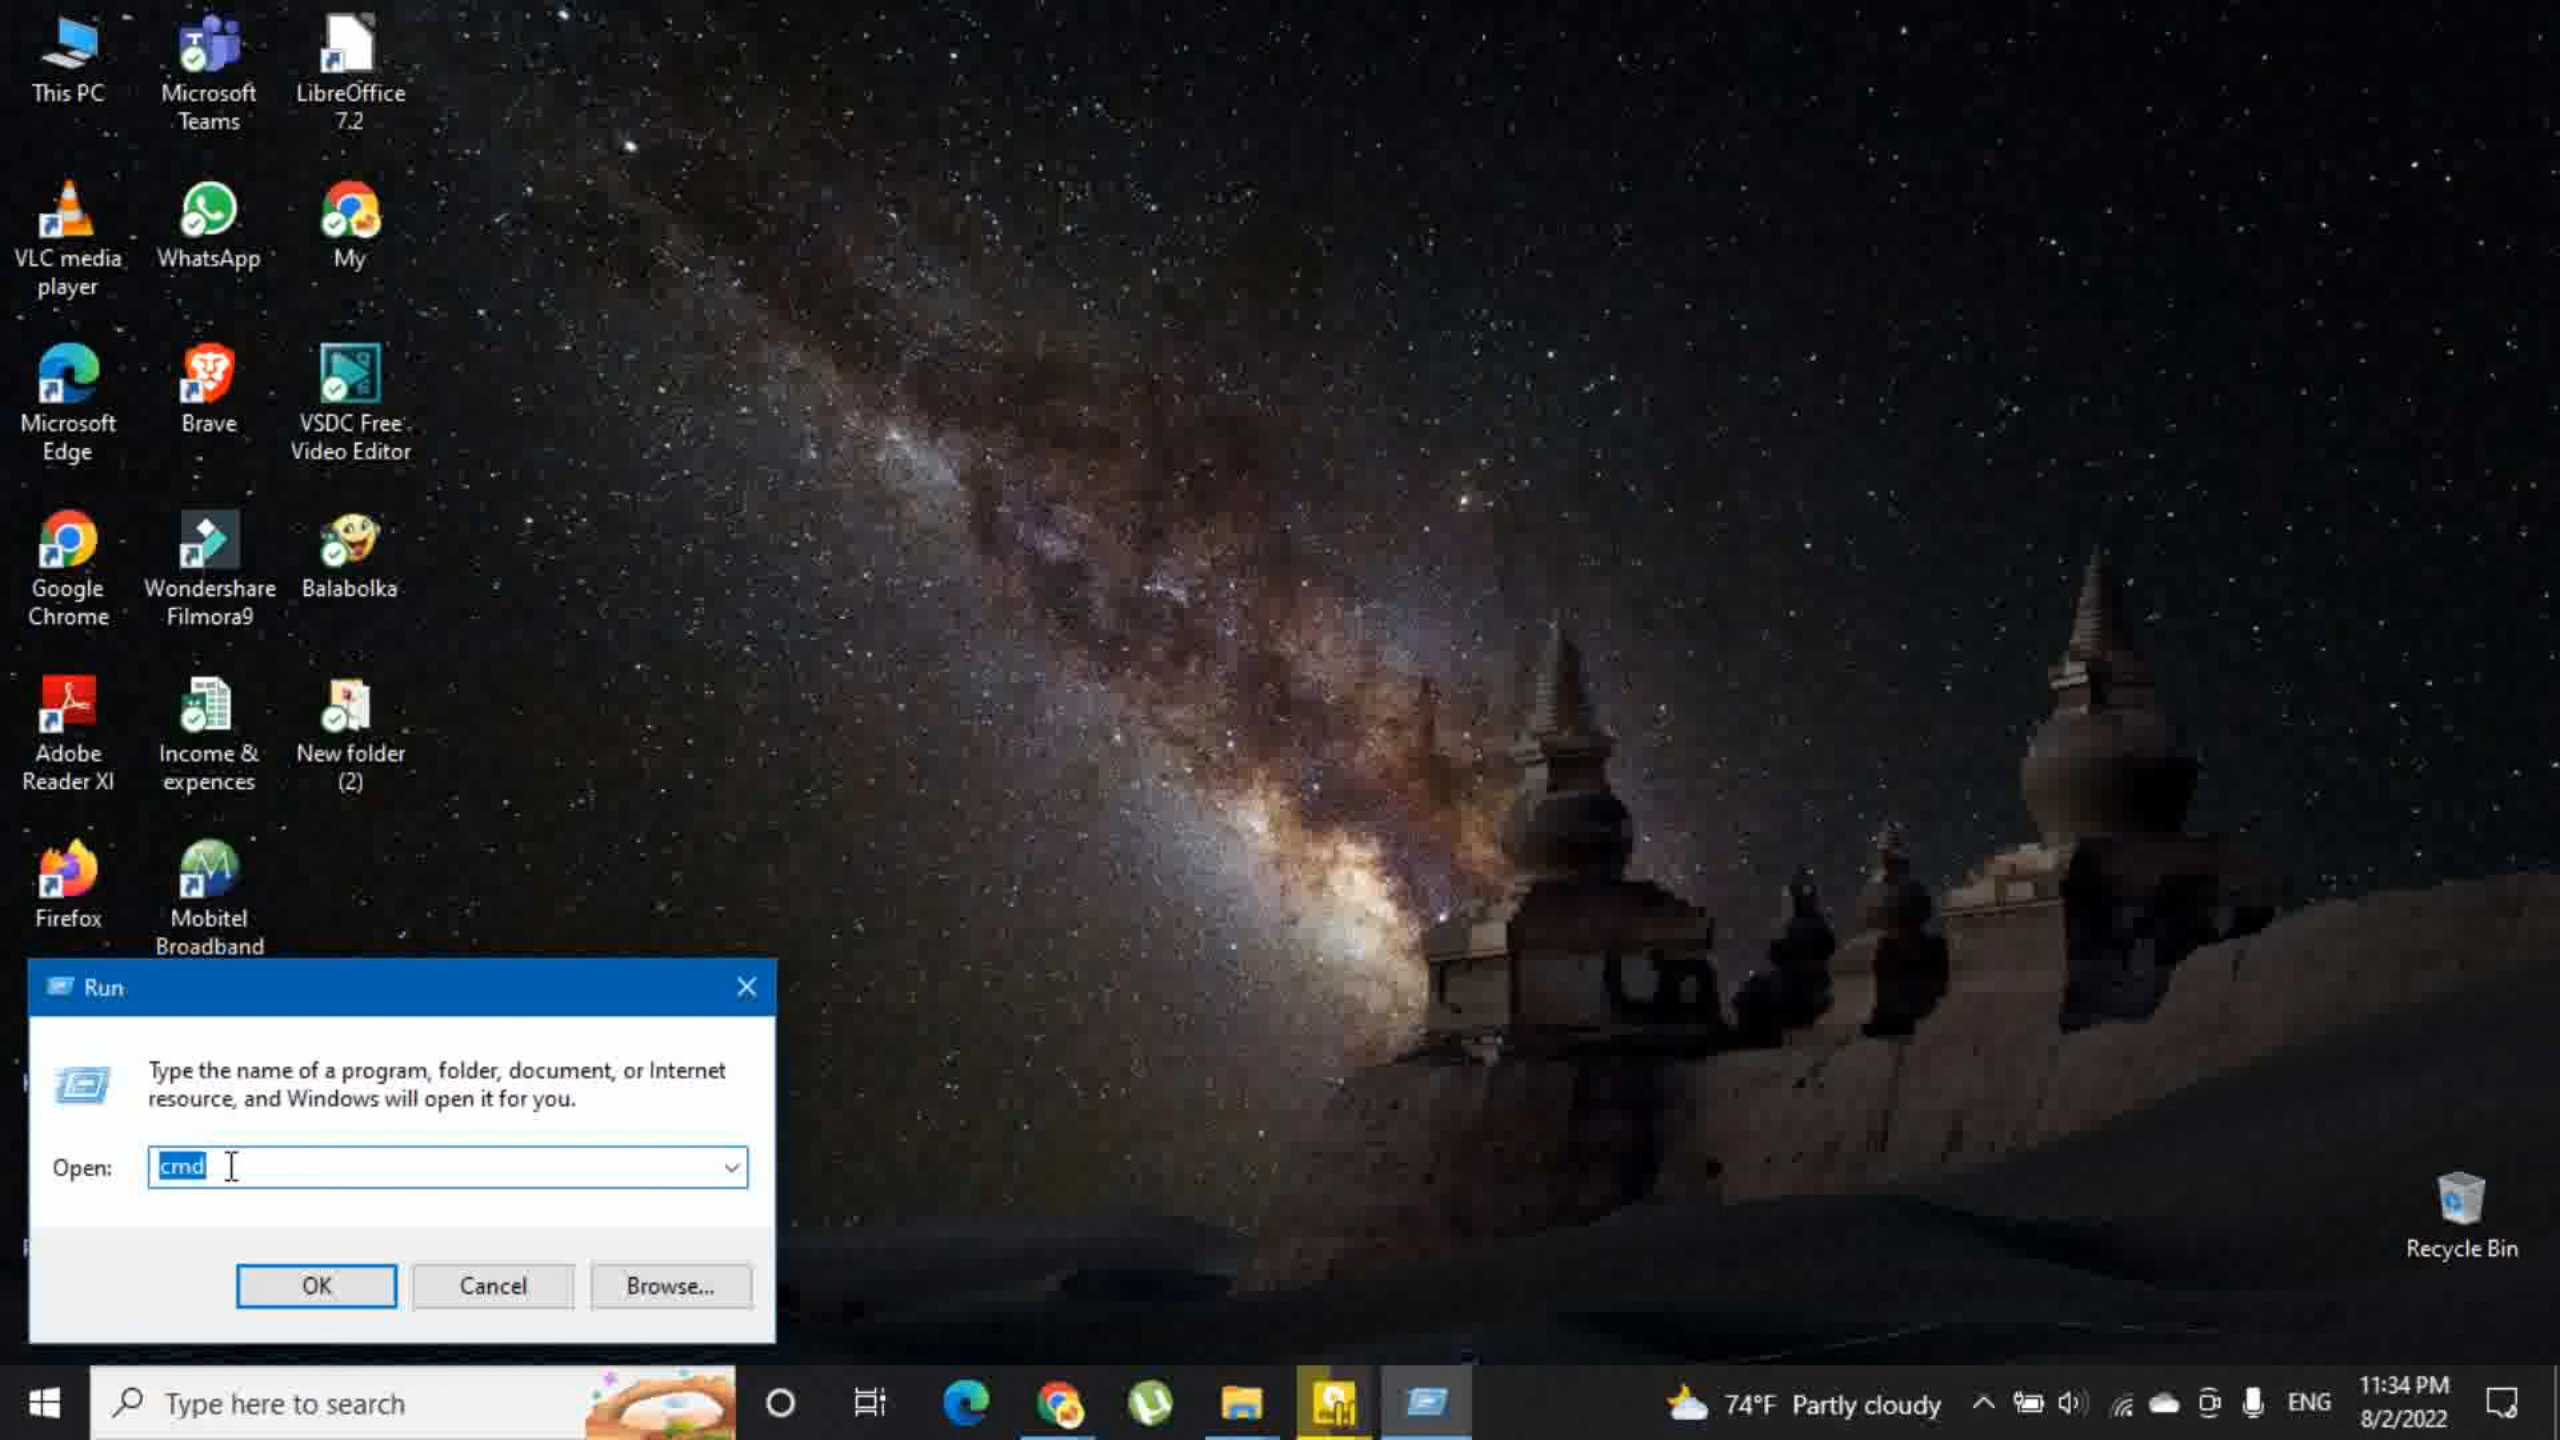 This PC
Microsoft
Teams
LibreOffice
7.2
VLC media
player
WhatsApp
My
Microsoft
Edge
Brave
VSDC Free
Video Editor
Google
Chrome
Wondershare
Filmora9
Balabolka
Adobe
Reader XI
Income &
expences
New folder
(2)
Firefox
Mobitel
Broadband
Run
Type the name of a program, folder, document, or Internet
resource, and Windows will open it for you.
Open:
cmd
OK
Cancel
Browse...
Recycle Bin
Type here to search
74°F Partly cloudy
ENG
11:34 PM
8/2/2022